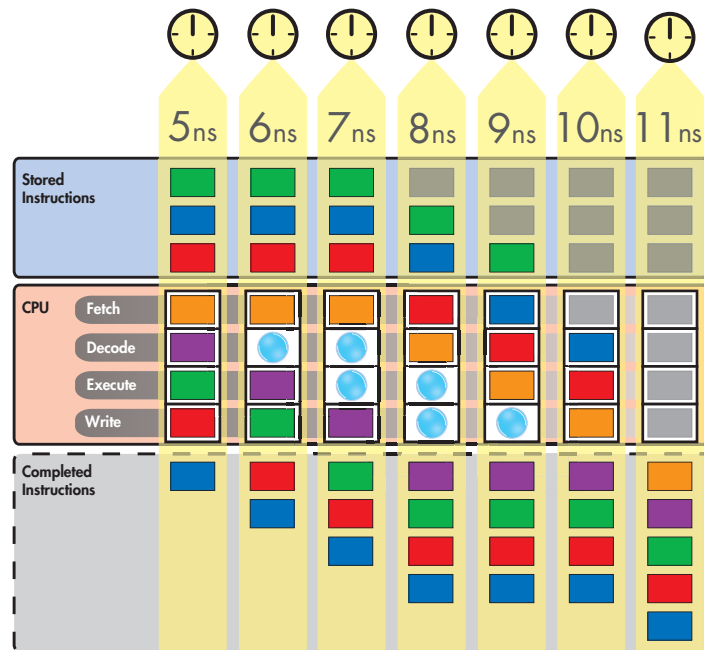 5ns 6ns 7ns 8ns 9ns 10ns 11ns
Stored
Instructions
CPU
Fetch
Decode
Execute
Write
Completed
Instructions